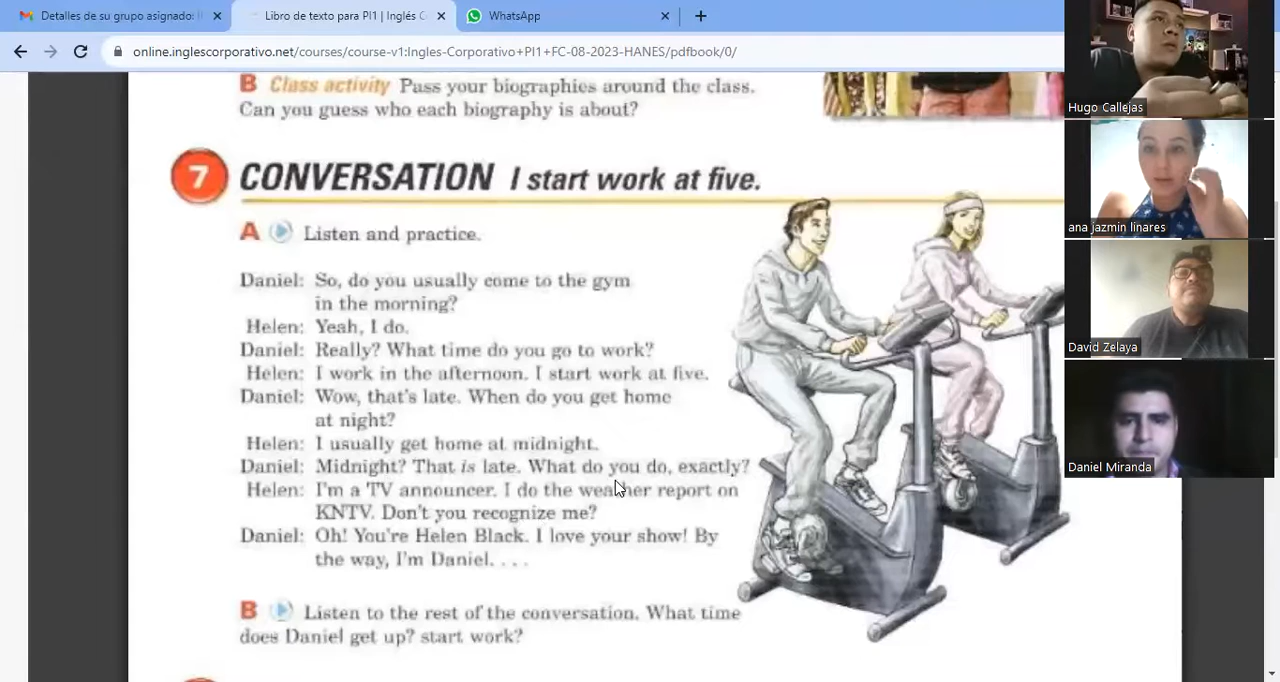 Detalles de su grupo asignado:
Libro de texto para PI1 | Inglés C
WhatsApp
online.inglescorporativo.net/courses/course-v1:Ingles-Corporativo+PI1+FC-08-2023-HANES/pdfbook/0/
B Class activity Pass your biographies around the class.
Can you guess who each biography is about?
7 CONVERSATION I start work at five.
A Listen and practice.
Daniel: So, do you usually come to the gym
in the morning?
Helen: Yeah, I do.
Daniel: Really? What time do you go to work?
Helen: I work in the afternoon. I start work at five.
Daniel: Wow, that's late. When do you get home
at night?
Helen: I usually get home at midnight.
Daniel: Midnight? That is late. What do you do, exactly?
Helen: I'm a TV announcer. I do the weather report on
KNTV. Don't you recognize me?
Daniel: Oh! You're Helen Black. I love your show! By
the way, I'm Daniel. . . .
B Listen to the rest of the conversation. What time
does Daniel get up? start work?
Hugo Callejas
ana jazmin linares
David Zelaya
Daniel Miranda